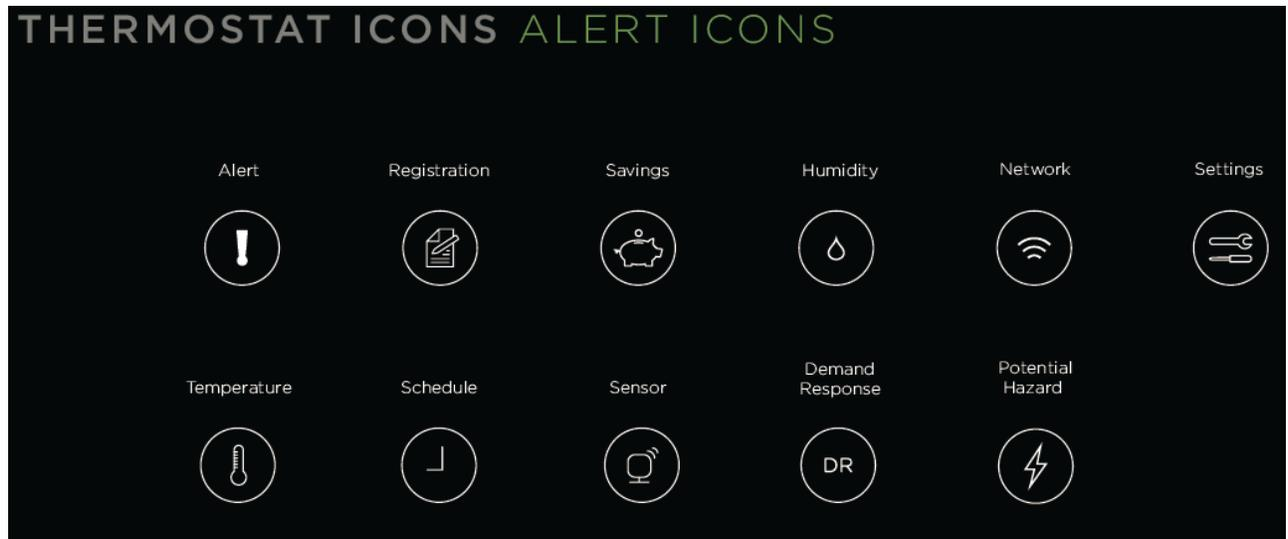 THERMOSTAT ICONS ALERT ICONS
Alert
Registration
Savings
Humidity
Network
Settings
Temperature
Schedule
Sensor
Demand
Response
Potential
Hazard
DR